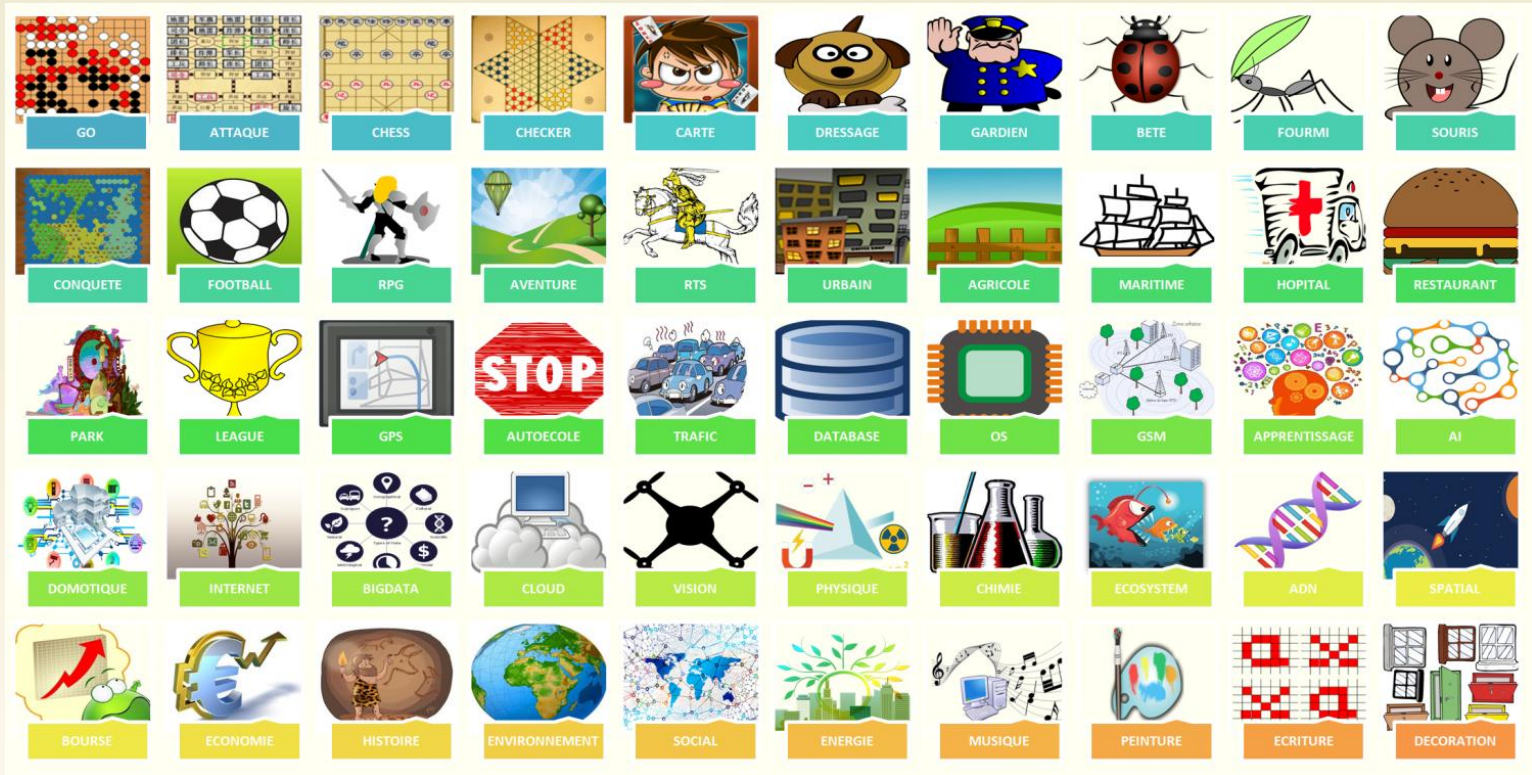 GO
ATTAQUE
CHESS
CHECKER
CARTE
DRESSAGE
GARDIEN
BETE
FOURMI
SOURIS
CONQUETE
FOOTBALL
RPG
AVENTURE
RTS
URBAIN
AGRICOLE
MARITIME
HOPITAL
RESTAURANT
STOP
PARK
LEAGUE
GPS
AUTOECOLE
TRAFIC
DATABASE
OS
GSM
APPRENTISSAGE
AI
DOMOTIQUE
INTERNET
BIGDATA
CLOUD
VISION
PHYSIQUE
CHIMIE
ECOSYSTEM
ADN
SPATIAL
BOURSE
ECONOMIE
HISTOIRE
ENVIRONNEMENT
SOCIAL
ENERGIE
MUSIQUE
PEINTURE
ECRITURE
DECORATION